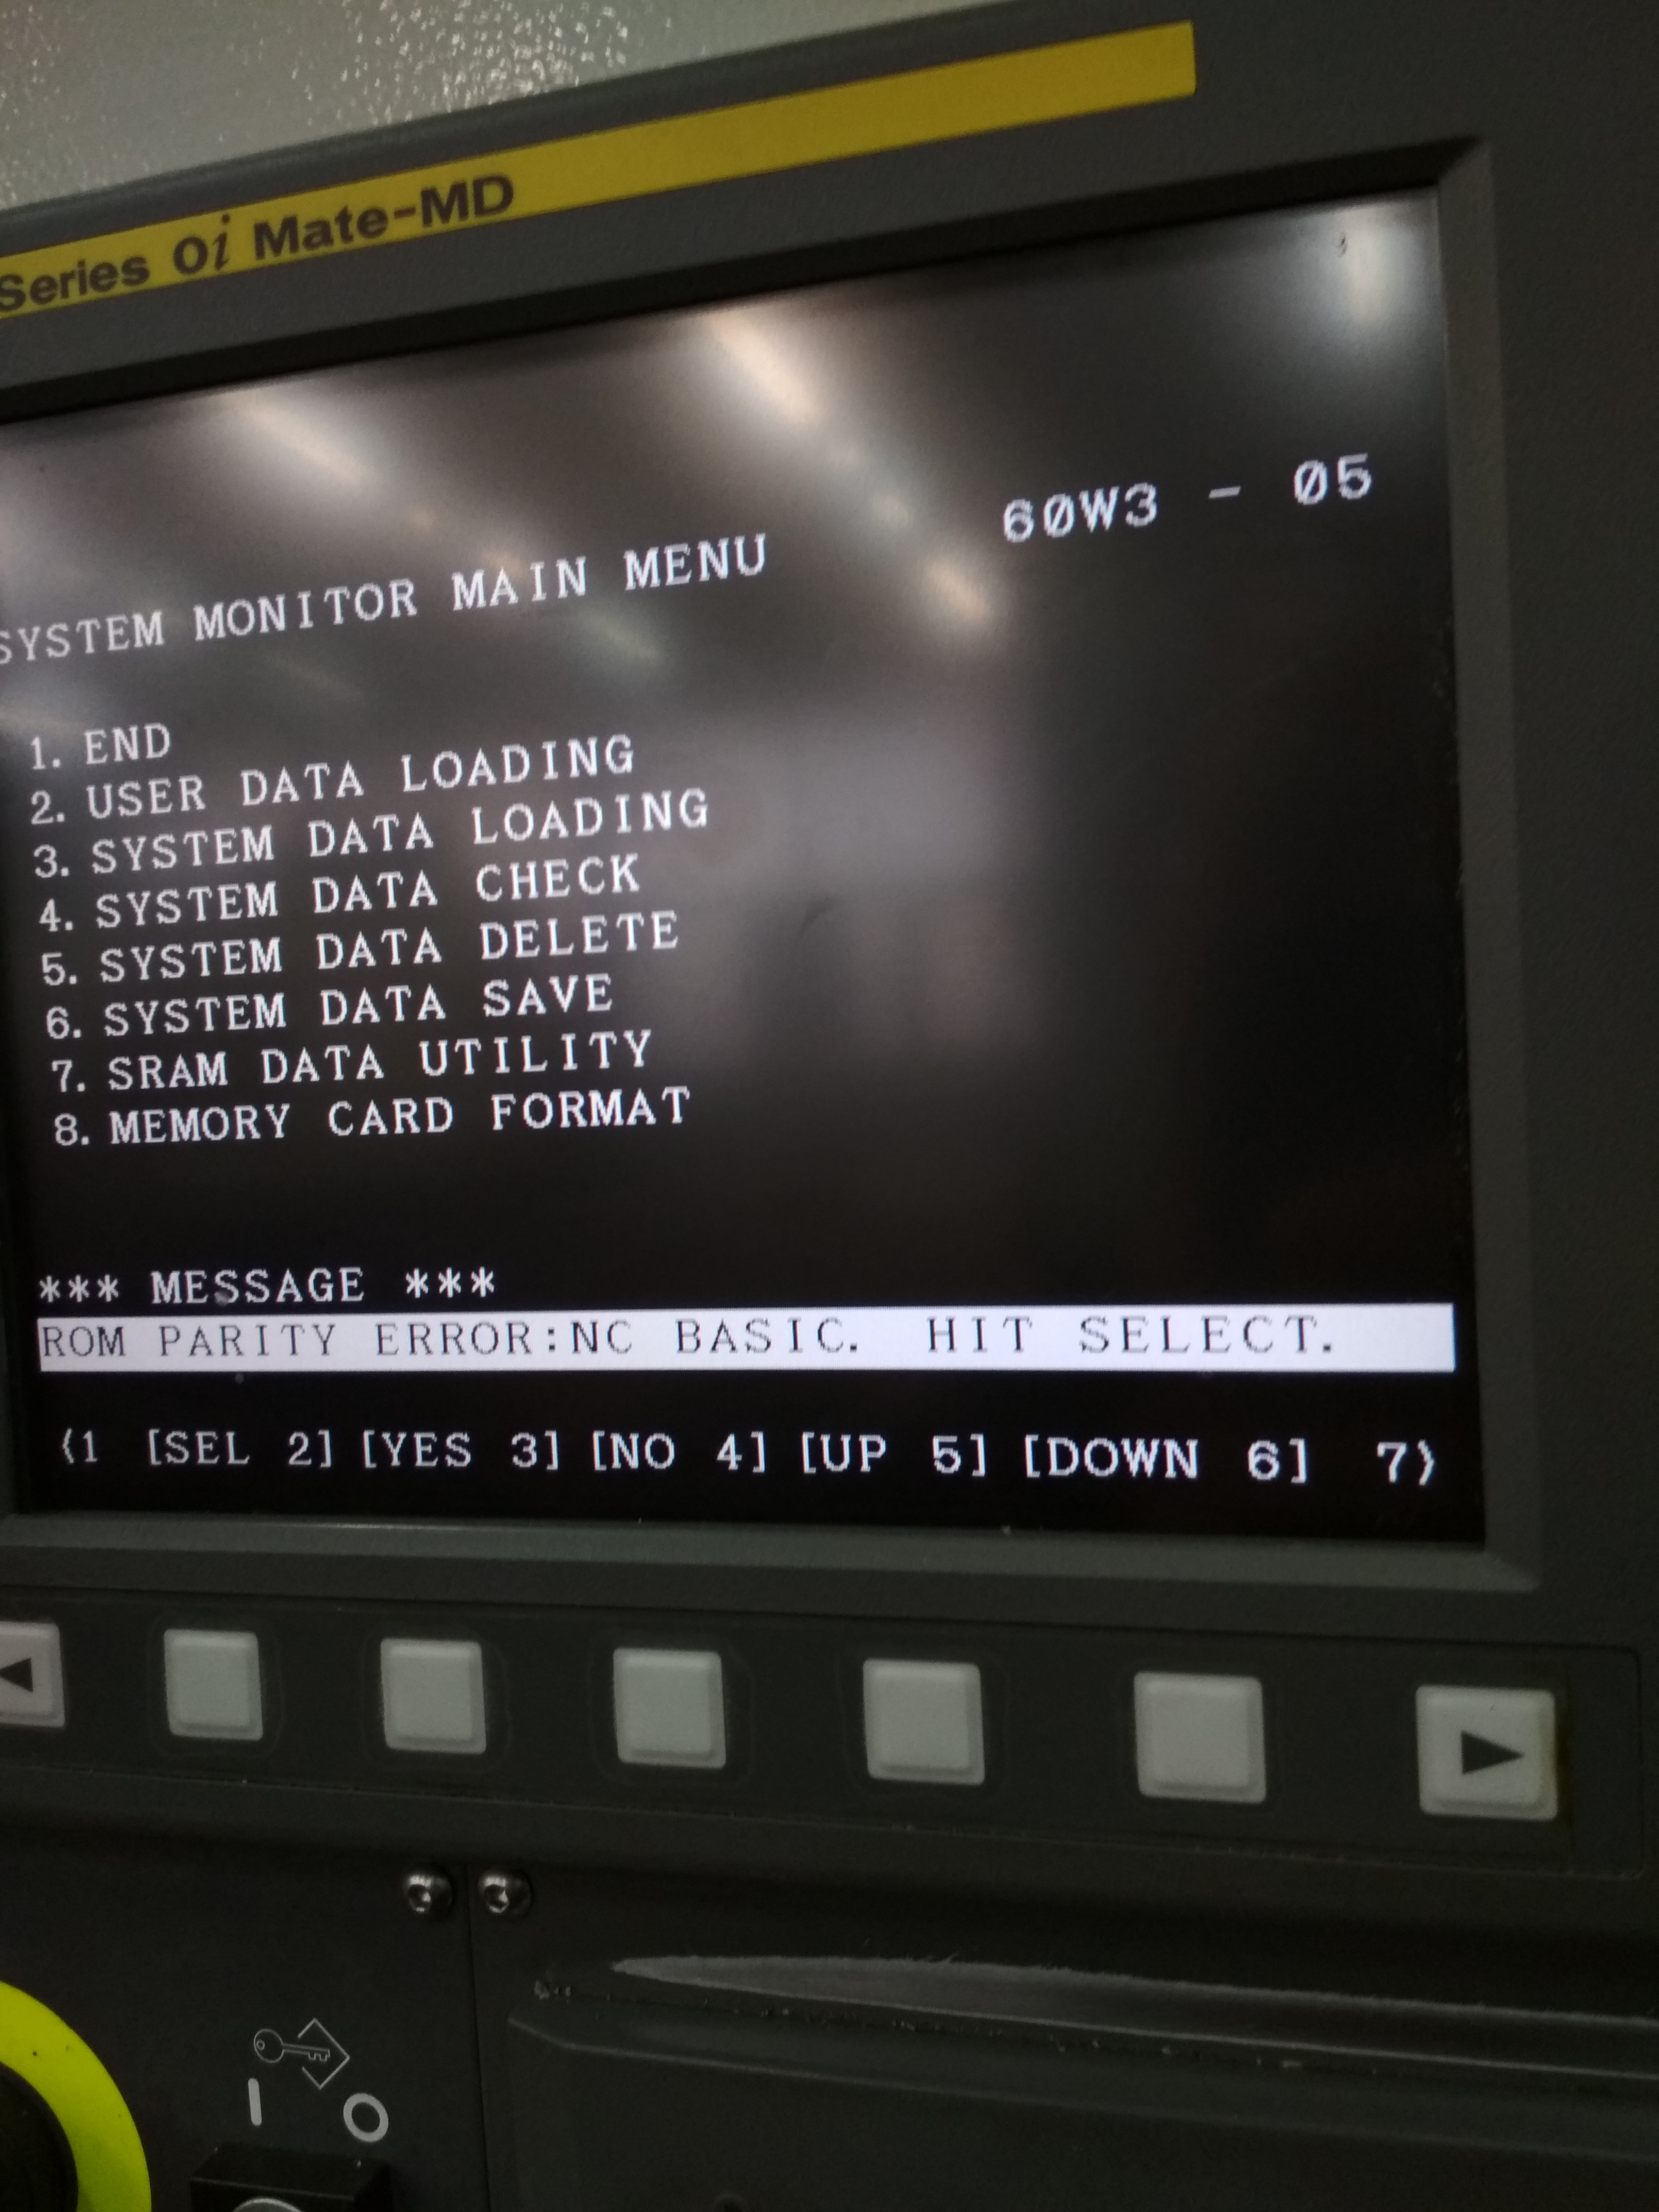 Series 0i Mate-MD
60W3 - 05
SYSTEM MONITOR MAIN MENU
1. END
2. USER DATA LOADING
3. SYSTEM DATA LOADING
4. SYSTEM DATA CHECK
5. SYSTEM DATA DELETE
6. SYSTEM DATA SAVE
7. SRAM DATA UTILITY
8. MEMORY CARD FORMAT
*** MESSAGE ***
ROM PARITY ERROR:NC BASIC. HIT SELECT.
<1 [SEL 2] [YES 3] [NO 4] [UP 5] [DOWN 6] 7>
I O